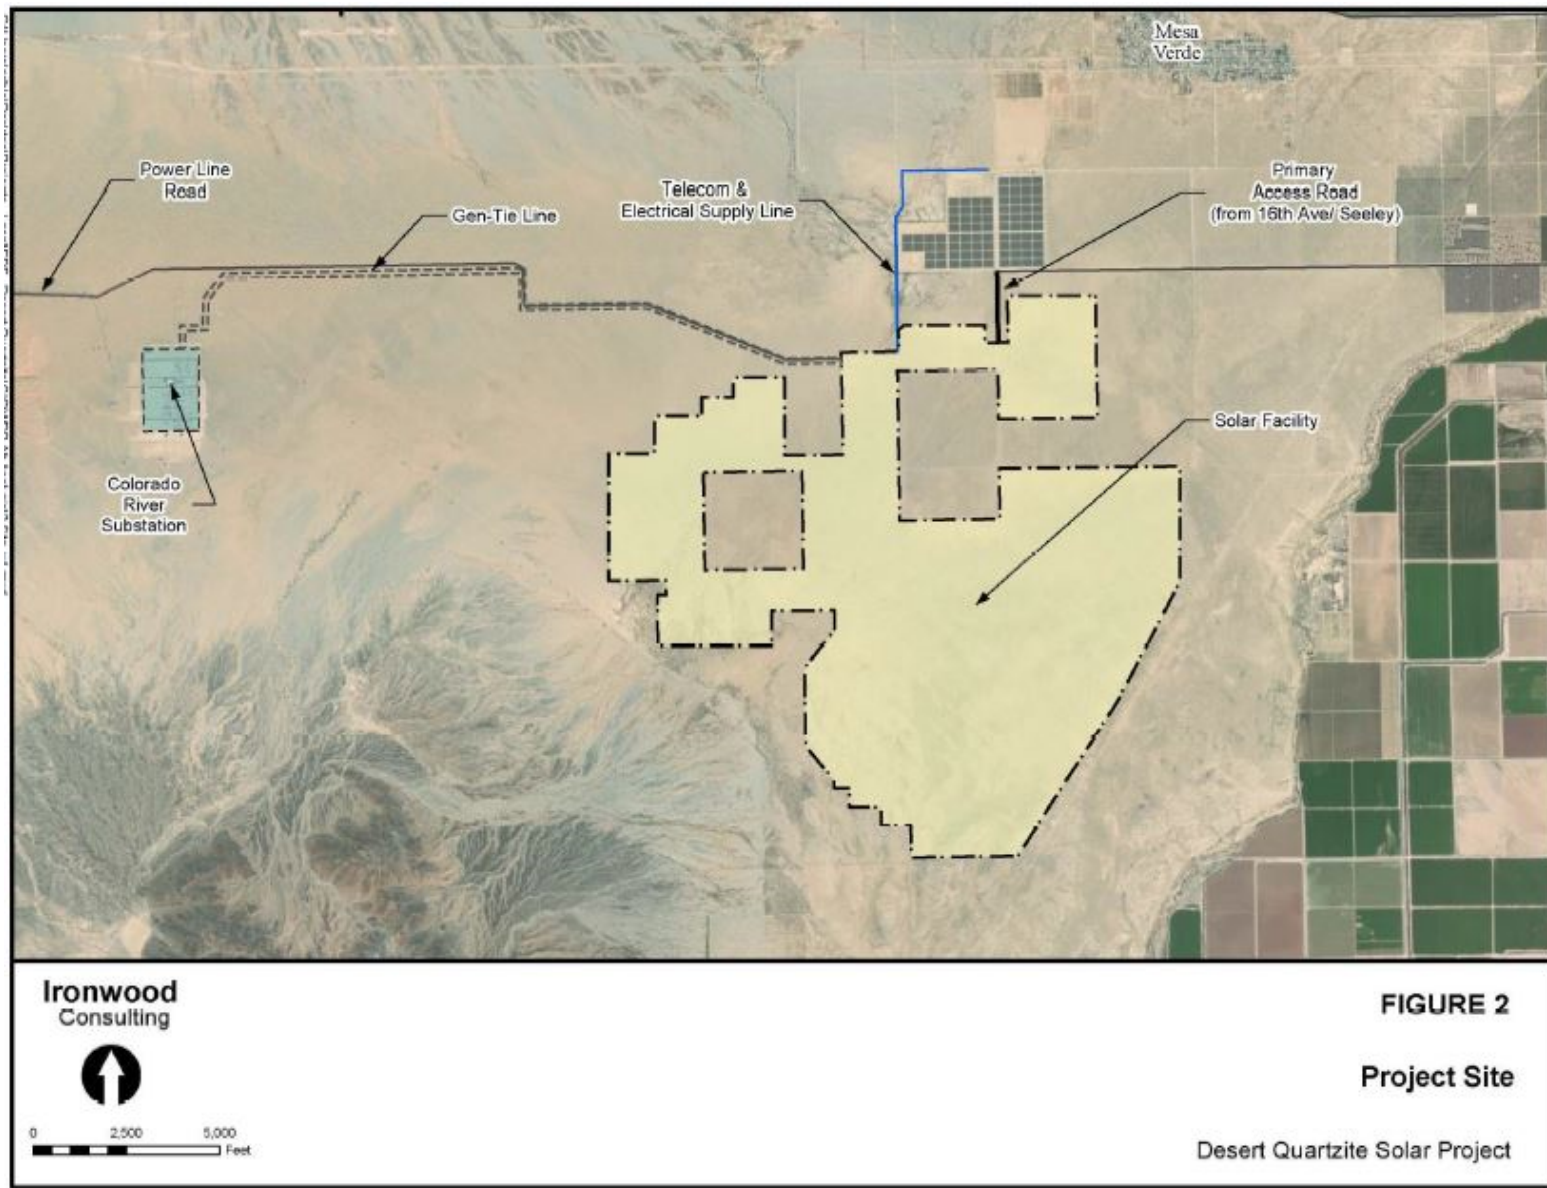 Mesa
Verde
Power Line
Road
Gen-Tie Line
Telecom &
Electrical Supply Line
Primary
Access Road
(from 16th Ave/ Seeley)
Solar Facility
Colorado
River
Substation
Ironwood
Consulting
0 2,500 5,000
Feet
FIGURE 2
Project Site
Desert Quartzite Solar Project